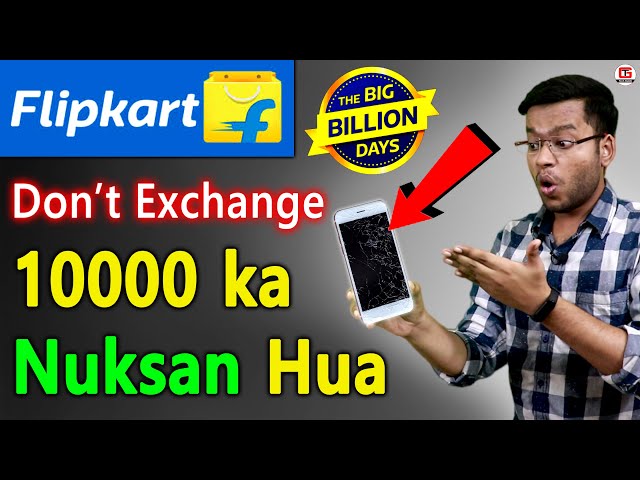 Flipkart
THE BIG
BILLION
DAYS
Don't Exchange
10000 ka
Nuksan Hua